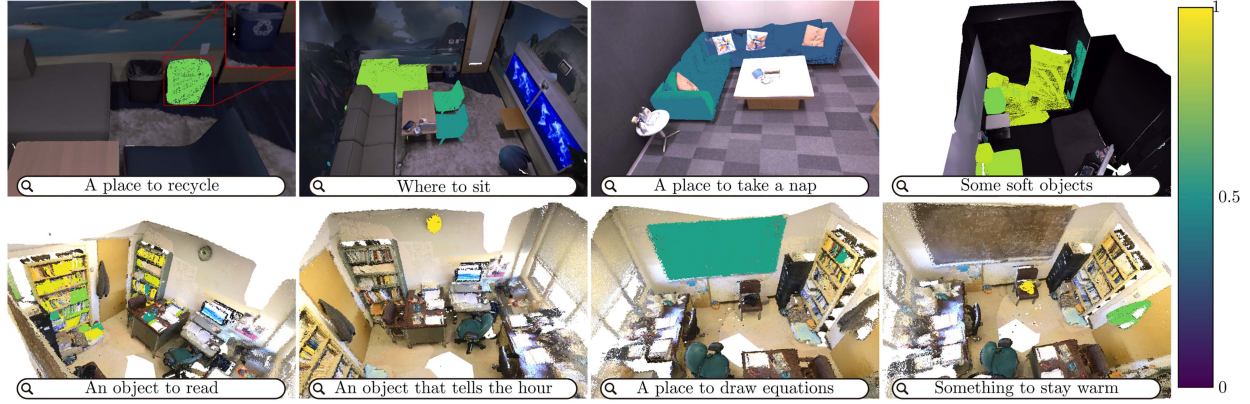 A place to recycle
Where to sit
A place to take a nap
Some soft objects
An object to read
An object that tells the hour
A place to draw equations
Something to stay warm
1
0.5
0